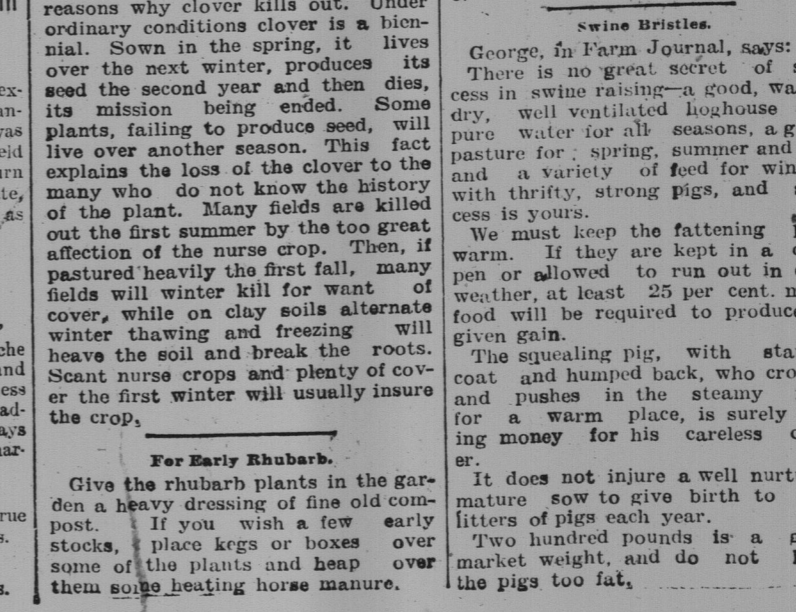 reasons why clover kills out. Under
ordinary conditions clover is a bien-
nial. Sown in the spring, it lives
over the next winter, produces its
seed the second year and then dies,
its mission being ended. Some
plants, failing to produce seed, will
live over another season. This fact
explains the loss of the clover to the
many who do not know the history
of the plant. Many fields are killed
out the first summer by the too great
affection of the nurse crop. Then, if
pastured heavily the first fall, many
fields will winter kill for want of
cover, while on clay soils alternate
winter thawing and freezing will
heave the soil and break the roots.
Scant nurse crops and plenty of cov-
er the first winter will usually insure
the crop.
For Early Rhubarb.
Give the rhubarb plants in the gar-
den a heavy dressing of fine old com-
post. If you wish a few early
stocks, place kegs or boxes over
some of the plants and heap over
them some heating horse manure.
Swine Bristles.
George, in Farm Journal, says:
There is no great secret of
cess in swine raising—a good, wa
dry, well ventilated hoghouse
pure water for all seasons, a g
pasture for spring, summer and
and a variety of feed for win
with thrifty, strong pigs, and
cess is yours.
We must keep the fattening
warm. If they are kept in a
pen or allowed to run out in
weather, at least 25 per cent. m
food will be required to produce
given gain.
The squealing pig, with sta
coat and humped back, who cro
and pushes in the steamy
for a warm place, is surely
ing money for his careless
er.
It does not injure a well nurt
mature sow to give birth to
litters of pigs each year.
Two hundred pounds is a
market weight, and do not
the pigs too fat.